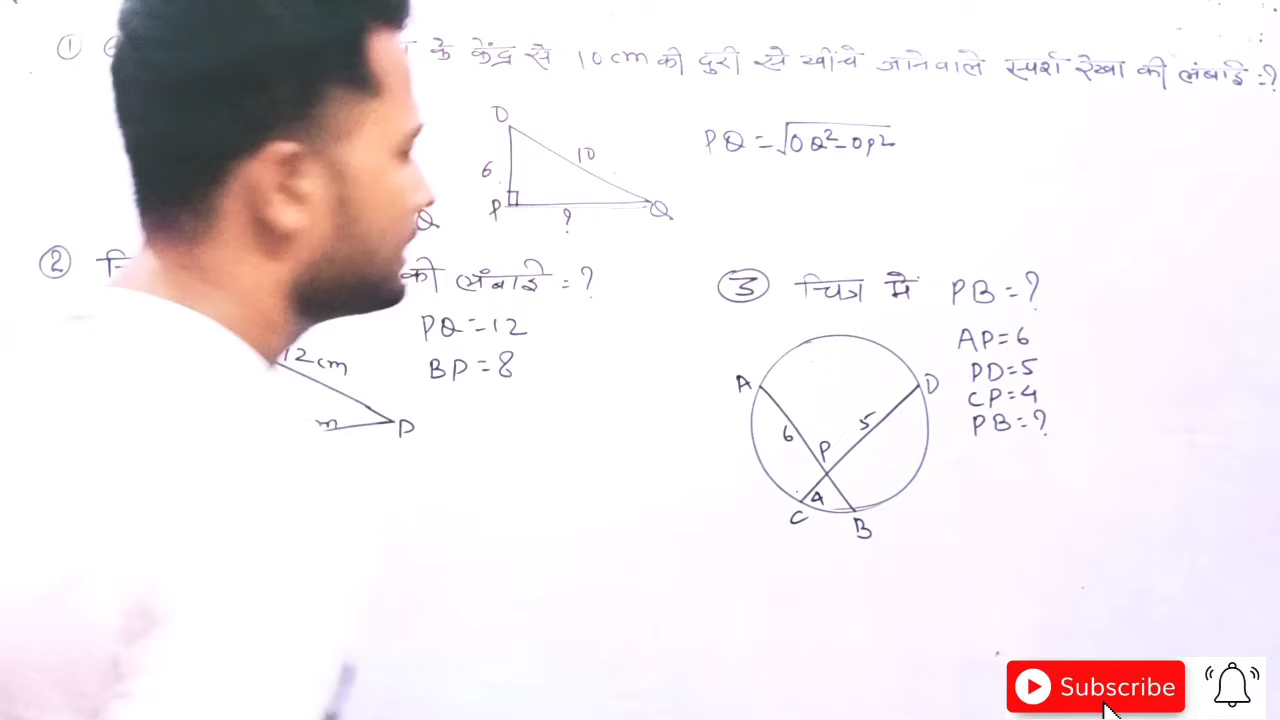 ① के केंद्र से 10cm की दुरी से खींचे जानेवाले स्पर्श रेखा की लंबाई = ?
O
6
10
P
?
Q
PQ = √OQ²-OP²
Q
② की लंबाई = ?
PQ = 12
BP = 8
12cm
m
P
③ चित्र में PB = ?
AP = 6
PD = 5
CP = 4
PB = ?
A
D
6
5
P
4
C
B
Subscribe